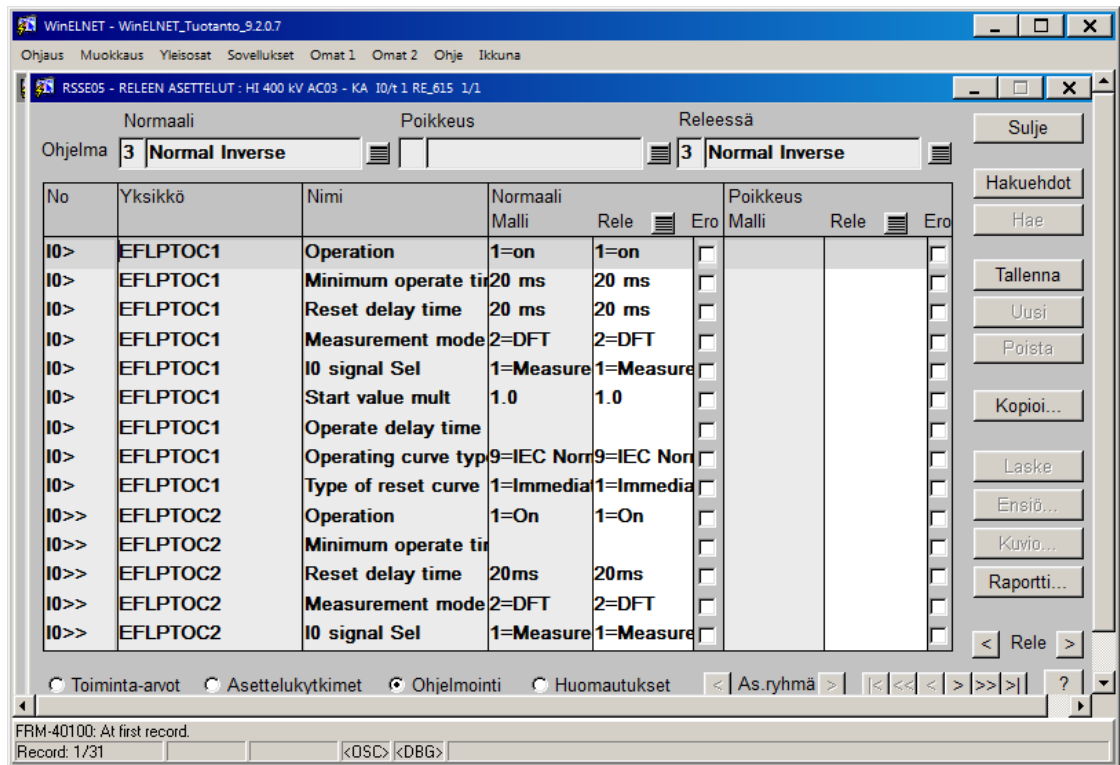 WinELNET - WinELNET_Tuotanto_9.2.0.7
Ohjaus Muokkaus Yleisosat Sovellukset Omat 1 Omat 2 Ohje Ikkuna
RSSE05 - RELEEN ASETTELUT : HI 400 kV AC03 - KA I0/t 1 RE_615 1/1
Normaali Poikkeus Releessä Sulje
Ohjelma 3 Normal Inverse 3 Normal Inverse
Hakuehdot
No Yksikkö Nimi Normaali Poikkeus
Malli Rele Ero Malli Rele Ero Hae
I0> EFLPTOC1 Operation 1=on 1=on
I0> EFLPTOC1 Minimum operate tin 20 ms 20 ms Tallenna
I0> EFLPTOC1 Reset delay time 20 ms 20 ms Uusi
I0> EFLPTOC1 Measurement mode 2=DFT 2=DFT Poista
I0> EFLPTOC1 I0 signal Sel 1=Measure 1=Measure
I0> EFLPTOC1 Start value mult 1.0 1.0 Kopioi...
I0> EFLPTOC1 Operate delay time
I0> EFLPTOC1 Operating curve typ 9=IEC Norn 9=IEC Norn Laske
I0> EFLPTOC1 Type of reset curve 1=Immediat 1=Immedia
I0>> EFLPTOC2 Operation 1=On 1=On Ensiö...
I0>> EFLPTOC2 Minimum operate tin Kuvio...
I0>> EFLPTOC2 Reset delay time 20ms 20ms Raportti...
I0>> EFLPTOC2 Measurement mode 2=DFT 2=DFT
I0>> EFLPTOC2 I0 signal Sel 1=Measure 1=Measure
< Rele >
Toiminta-arvot Asettelukytkimet Ohjelmointi Huomautukset < As.ryhmä > |< << < > >> >| ?
FRM-40100: At first record.
Record: 1/31 <OSC> <DBG>